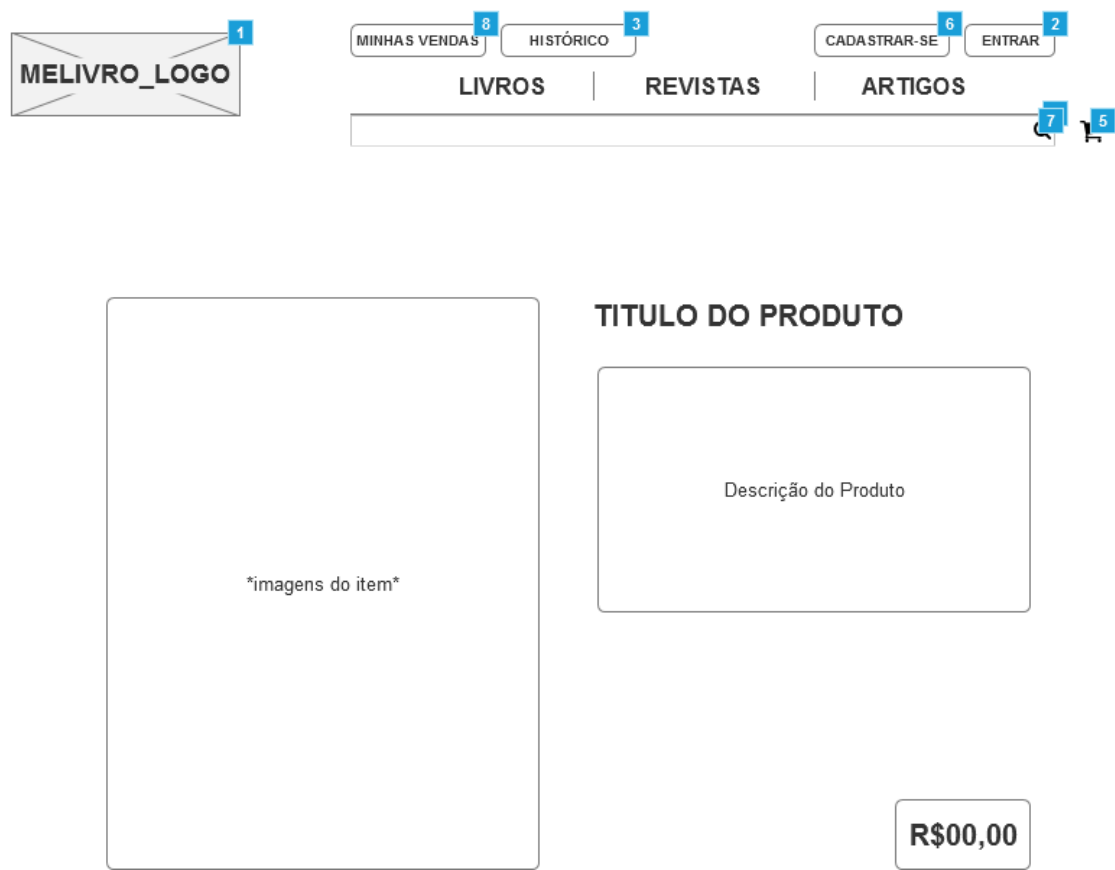 MELIVRO_LOGO
1
MINHAS VENDAS 8 HISTÓRICO 3 CADASTRAR-SE 6 ENTRAR 2
LIVROS REVISTAS ARTIGOS
7 5
TITULO DO PRODUTO
Descrição do Produto
*imagens do item*
R$00,00